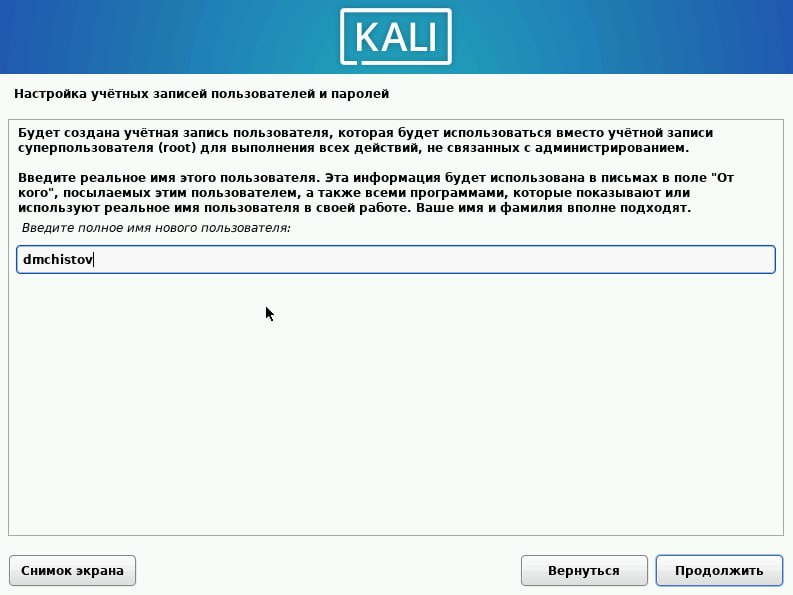 KALI
Настройка учётных записей пользователей и паролей
Будет создана учётная запись пользователя, которая будет использоваться вместо учётной записи
суперпользователя (root) для выполнения всех действий, не связанных с администрированием.
Введите реальное имя этого пользователя. Эта информация будет использована в письмах в поле "От
кого", посылаемых этим пользователем, а также всеми программами, которые показывают или
используют реальное имя пользователя в своей работе. Ваше имя и фамилия вполне подходят.
Введите полное имя нового пользователя:
dmchistov
Снимок экрана
Вернуться
Продолжить